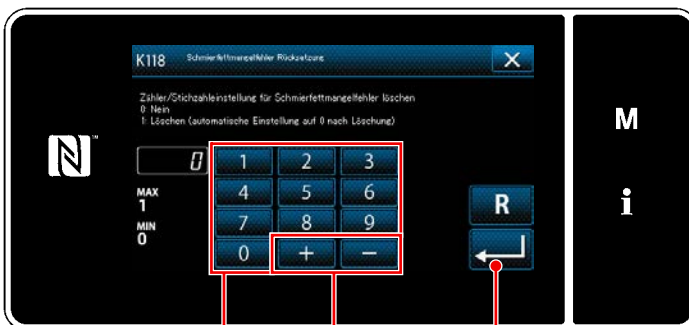 K118 Schmierfettmangelfehler Rücksetzung
Zähler/Stichzahleinstellung für Schmierfettmangelfehler löschen
0: Nein
1: Löschen (automatische Einstellung auf 0 nach Löschung)
0
1 2 3
MAX
1
4 5 6
R
MIN
0
7 8 9
0 + −
M
i
N